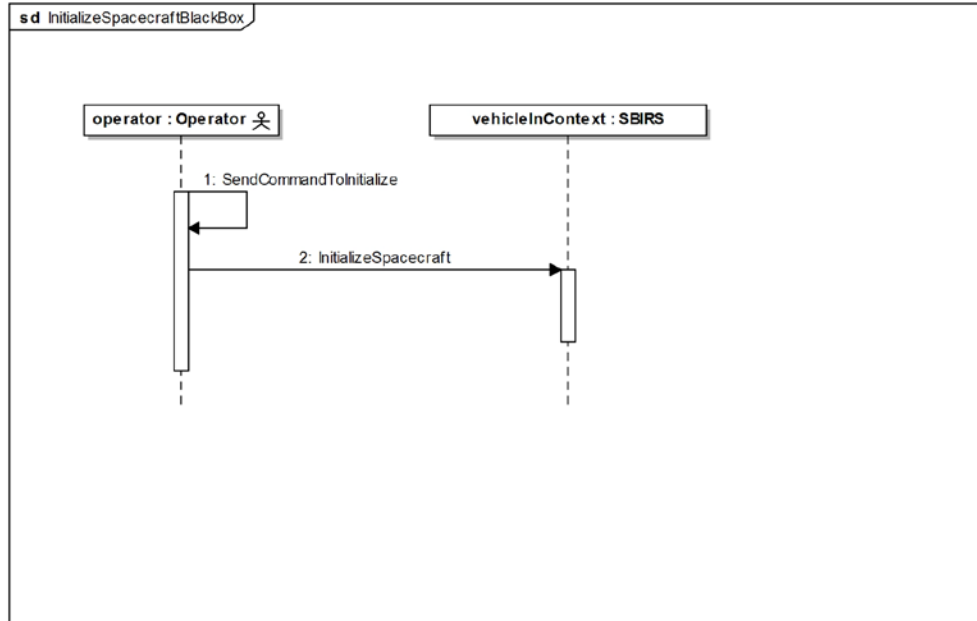 sd InitializeSpacecraftBlackBox
operator : Operator
vehicleInContext : SBIRS
1: SendCommandToInitialize
2: InitializeSpacecraft